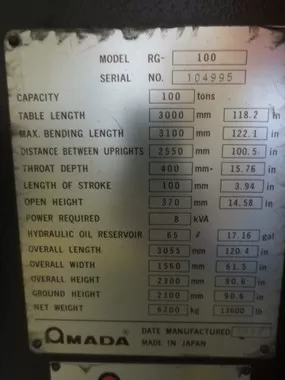 MODEL RG- 100
SERIAL NO. 104995
CAPACITY 100 tons
TABLE LENGTH 3000 mm 118.2 in
MAX. BENDING LENGTH 3100 mm 122.1 in
DISTANCE BETWEEN UPRIGHTS 2550 mm 100.5 in
THROAT DEPTH 400 mm 15.76 in
LENGTH OF STROKE 100 mm 3.94 in
OPEN HEIGHT 370 mm 14.58 in
POWER REQUIRED 8 kVA
HYDRAULIC OIL RESERVOIR 65 ℓ 17.16 gal
OVERALL LENGTH 3055 mm 120.4 in
OVERALL WIDTH 1560 mm 61.5 in
OVERALL HEIGHT 2300 mm 90.6 in
GROUND HEIGHT 2300 mm 90.6 in
NET WEIGHT 6200 kg 13600 lb
AMADA
DATE MANUFACTURED
MADE IN JAPAN